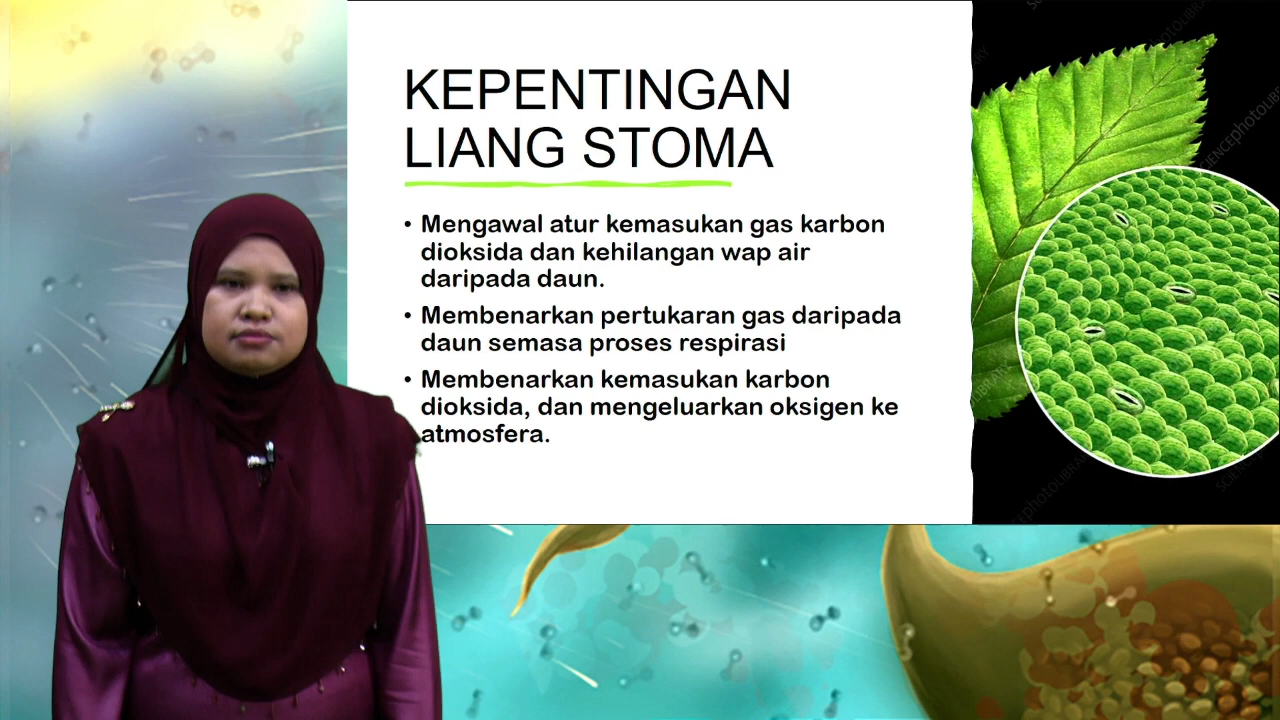 KEPENTINGAN
LIANG STOMA
• Mengawal atur kemasukan gas karbon
dioksida dan kehilangan wap air
daripada daun.
• Membenarkan pertukaran gas daripada
daun semasa proses respirasi
• Membenarkan kemasukan karbon
dioksida, dan mengeluarkan oksigen ke
atmosfera.